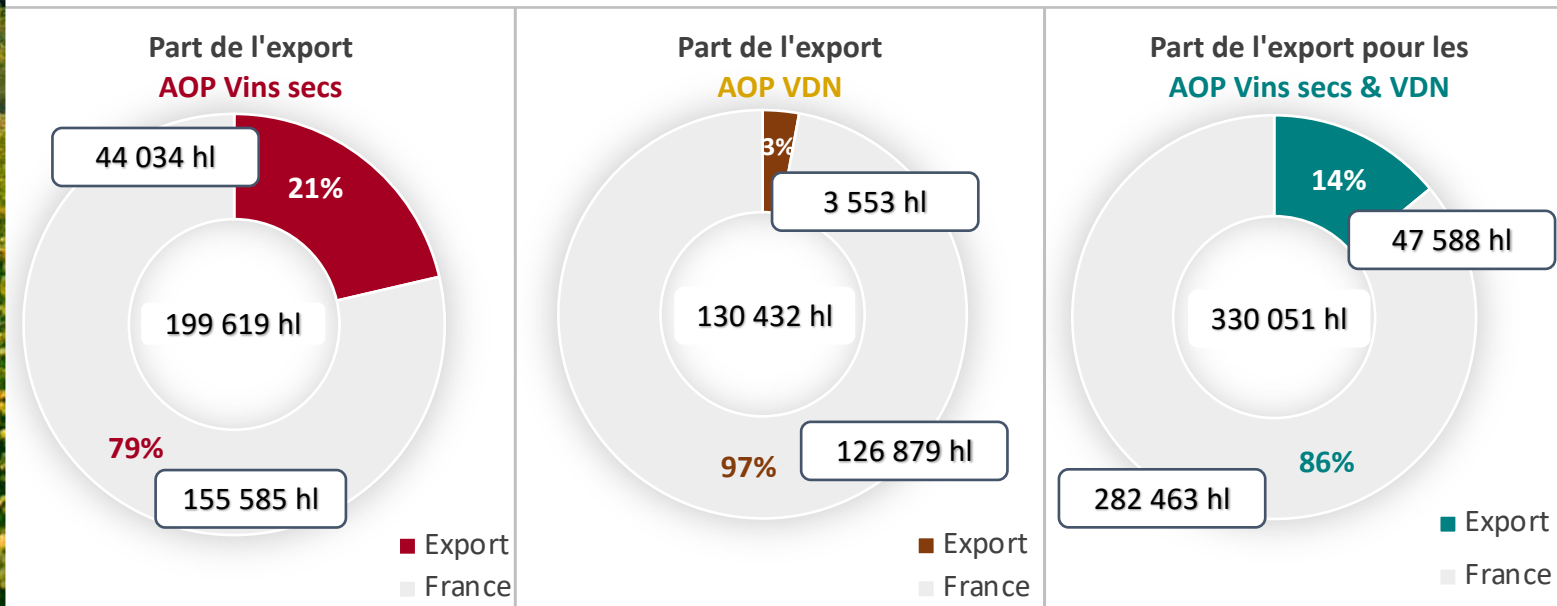 Part de l'export
AOP Vins secs
44 034 hl
21%
199 619 hl
79%
155 585 hl
Export
France
Part de l'export
AOP VDN
3%
3 553 hl
130 432 hl
97%
126 879 hl
Export
France
Part de l'export pour les
AOP Vins secs & VDN
14%
47 588 hl
330 051 hl
86%
282 463 hl
Export
France